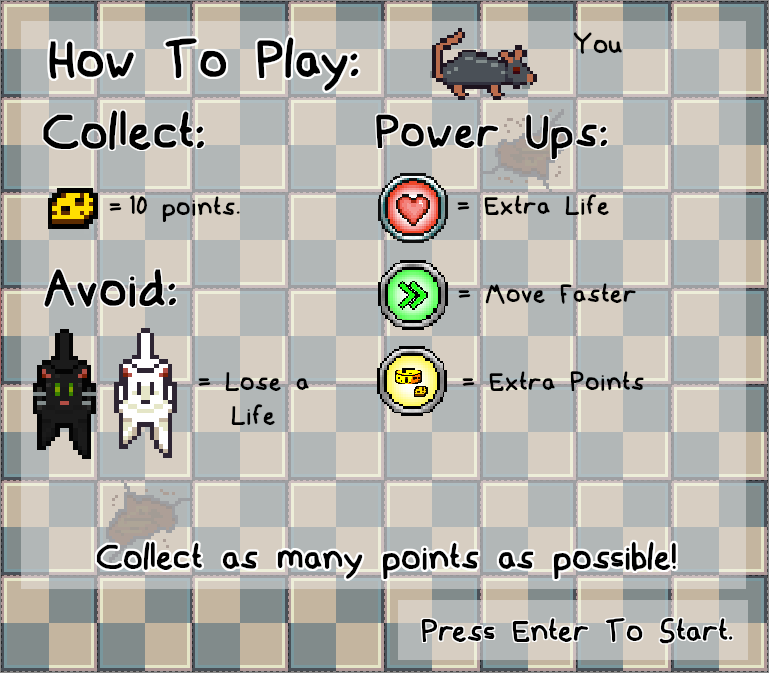 How To Play:
You
Collect:
= 10 points.
Avoid:
= Lose a
Life
Power Ups:
= Extra Life
= Move Faster
= Extra Points
Collect as many points as possible!
Press Enter To Start.